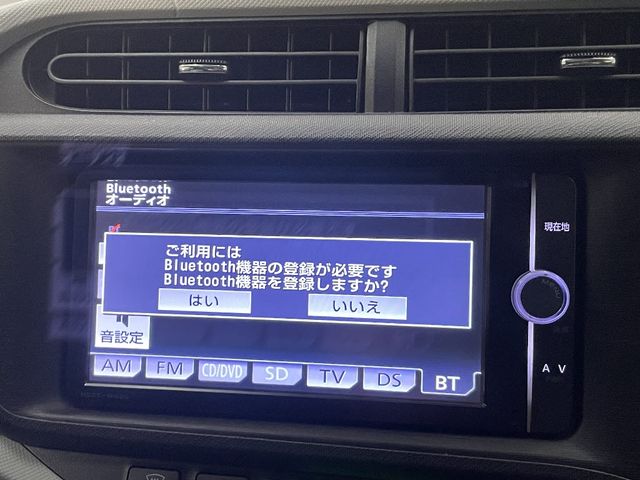 Bluetooth
オーディオ
ご利用には
Bluetooth機器の登録が必要です
Bluetooth機器を登録しますか?
はい
いいえ
音設定
AM
FM
CD/DVD
SD
TV
DS
BT
現在地
MENU
AV